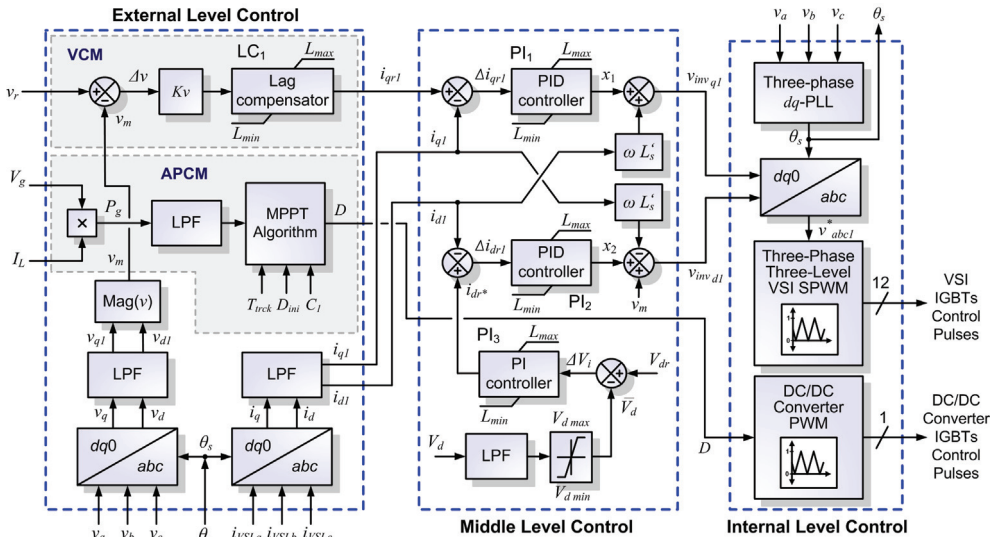 External Level Control
VCM
v_r
Δv
v_m
Kv
LC_1
L_max
Lag
compensator
L_min
i_qr1
APCM
V_g
I_L
×
P_g
LPF
MPPT
Algorithm
D
T_trck
D_ini
C_1
v_m
Mag(v)
v_q1
v_d1
LPF
v_q
v_d
dq0
abc
θ_s
LPF
i_q1
i_d1
i_q
i_d
dq0
abc
v_a
v_b
v_c
i_VSI,a
i_VSI,b
i_VSI,c
Δi_qr1
PI_1
L_max
PID
controller
L_min
x_1
v_inv q1
i_q1
ω L_s‘
ω L_s‘
i_d1
Δi_dr1
L_max
PID
controller
L_min
PI_2
x_2
v_inv d1
v_m
i_dr*
PI_3
L_max
PI
controller
L_min
ΔV_i
V_dr
V̅_d
V_d
LPF
V_d max
V_d min
Middle Level Control
v_a
v_b
v_c
θ_s
Three-phase
dq-PLL
θ_s
dq0
abc
v*_abc1
Three-Phase
Three-Level
VSI SPWM
1
0
12
VSI
IGBTs
Control
Pulses
DC/DC
Converter
PWM
1
0
D
1
DC/DC
Converter
IGBTs
Control
Pulses
Internal Level Control